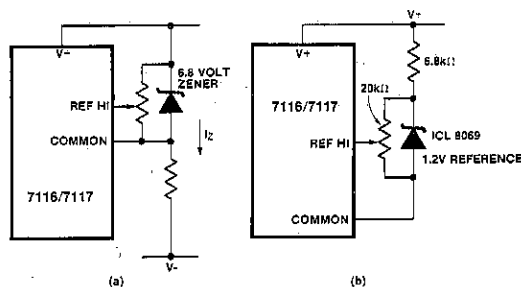 V+
V+
6.8 VOLT
ZENER
REF HI
COMMON
IZ
7116/7117
V-
(a)
V+
V+
6.8kΩ
20kΩ
7116/7117
ICL 8069
REF HI
1.2V REFERENCE
COMMON
(b)